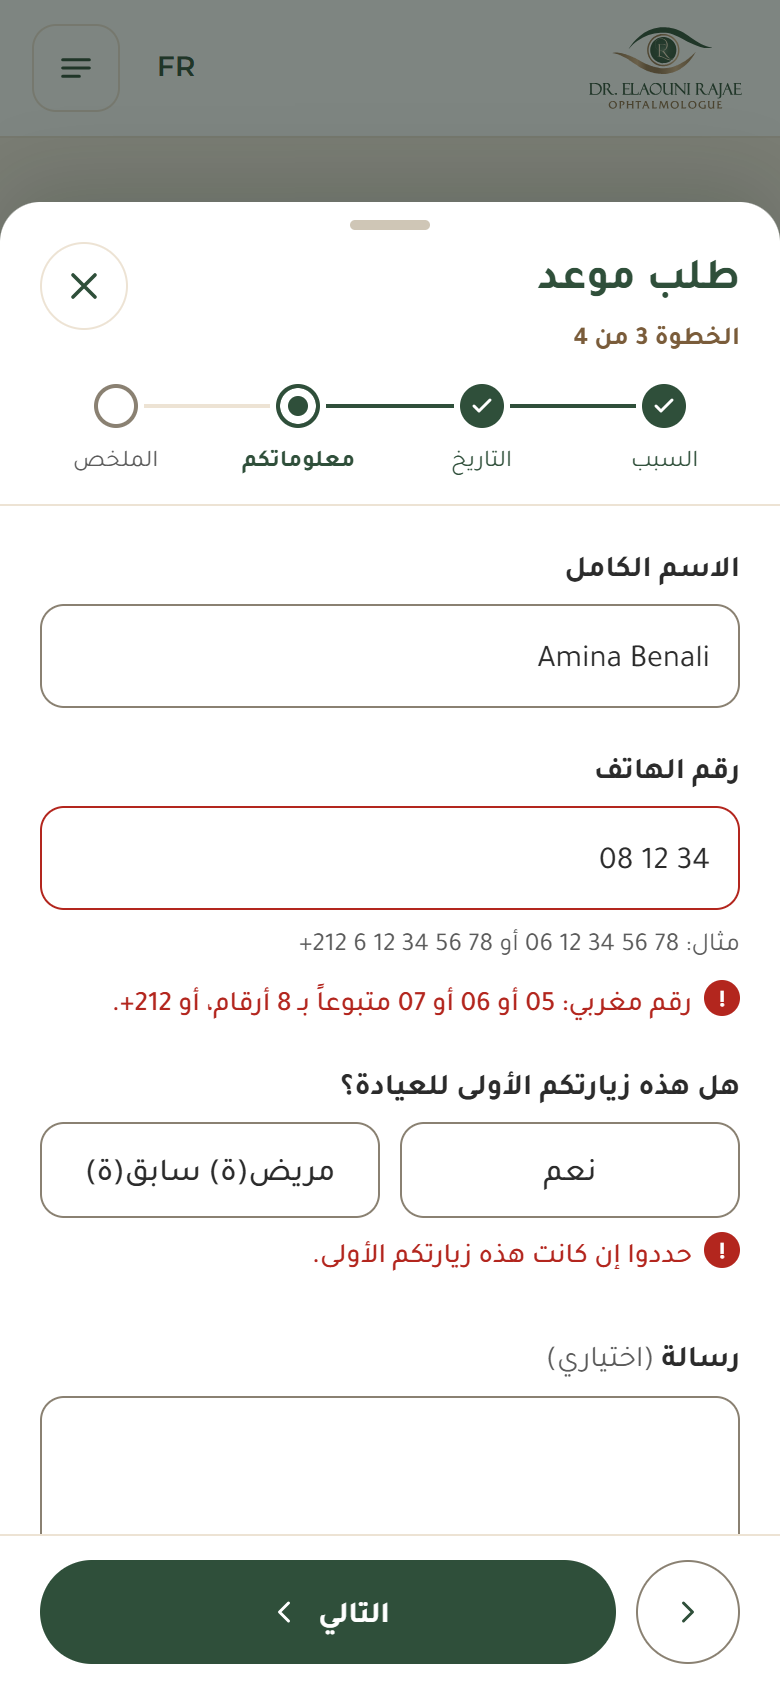 FR
DR. ELAOUNI RAJAE
OPHTALMOLOGUE
طلب موعد
الخطوة 3 من 4
السبب
التاريخ
معلوماتكم
الملخص
الاسم الكامل
Amina Benali
رقم الهاتف
08 12 34
مثال: 06 12 34 56 78 أو 78 56 34 12 6 212+
رقم مغربي: 05 أو 06 أو 07 متبوعاً بـ 8 أرقام، أو 212+.
هل هذه زيارتكم الأولى للعيادة؟
نعم
مريض(ة) سابق(ة)
حددوا إن كانت هذه زيارتكم الأولى.
رسالة (اختياري)
التالي